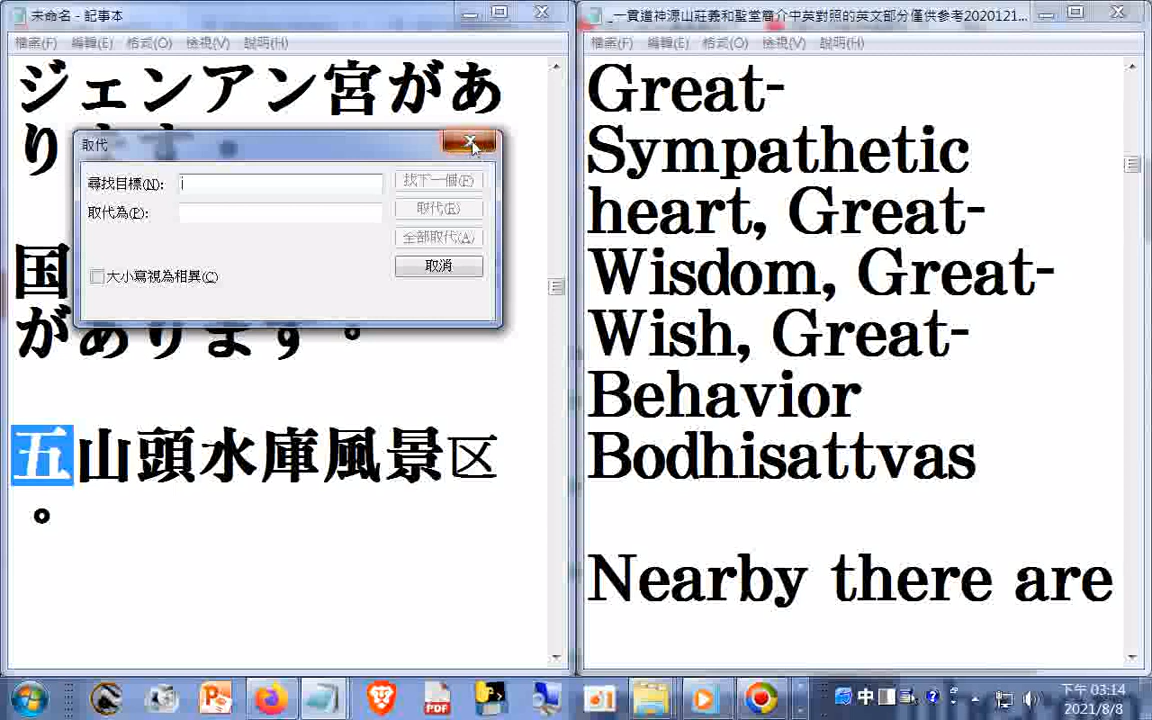 未命名 - 記事本
檔案(F) 編輯(E) 格式(O) 檢視(V) 說明(H)
ジェンアン宮があ
り
取代
尋找目標(N):
找下一個(F)
取代為(P):
取代(R)
全部取代(A)
大小寫視為相異(C)
取消
国
があります。
五山頭水庫風景区
。
_一貫道神源山莊義和聖堂簡介中英對照的英文部分僅供參考2020121...
檔案(F) 編輯(E) 格式(O) 檢視(V) 說明(H)
Great-
Sympathetic
heart, Great-
Wisdom, Great-
Wish, Great-
Behavior
Bodhisattvas
Nearby there are
PDF
中
下午 03:14
2021/8/8